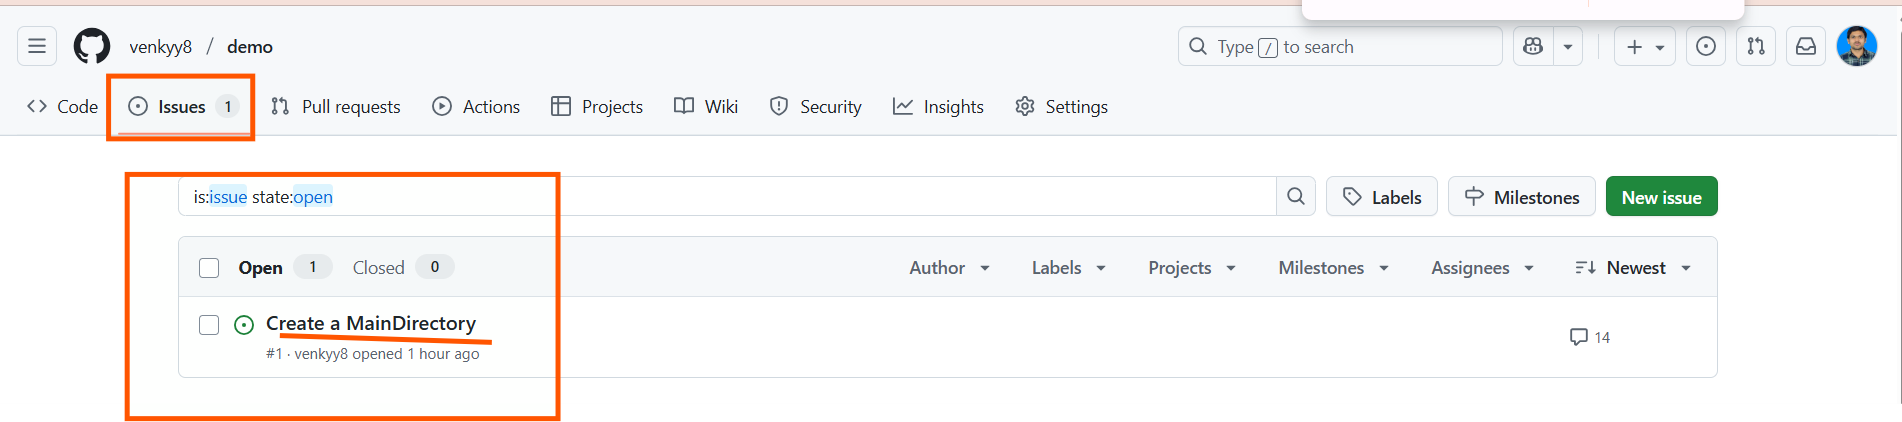 venkyy8 / demo
Type / to search
Code Issues 1 Pull requests Actions Projects Wiki Security Insights Settings
is:issue state:open
Labels Milestones New issue
Open 1 Closed 0 Author Labels Projects Milestones Assignees Newest
Create a MainDirectory
14
#1 · venkyy8 opened 1 hour ago